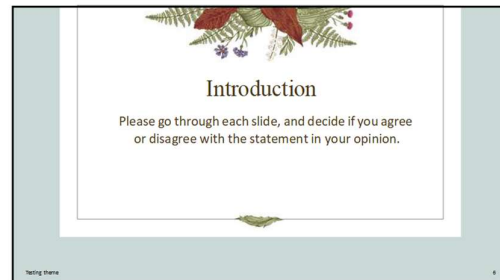 Introduction
Please go through each slide, and decide if you agree
or disagree with the statement in your opinion.
Testing theme
6